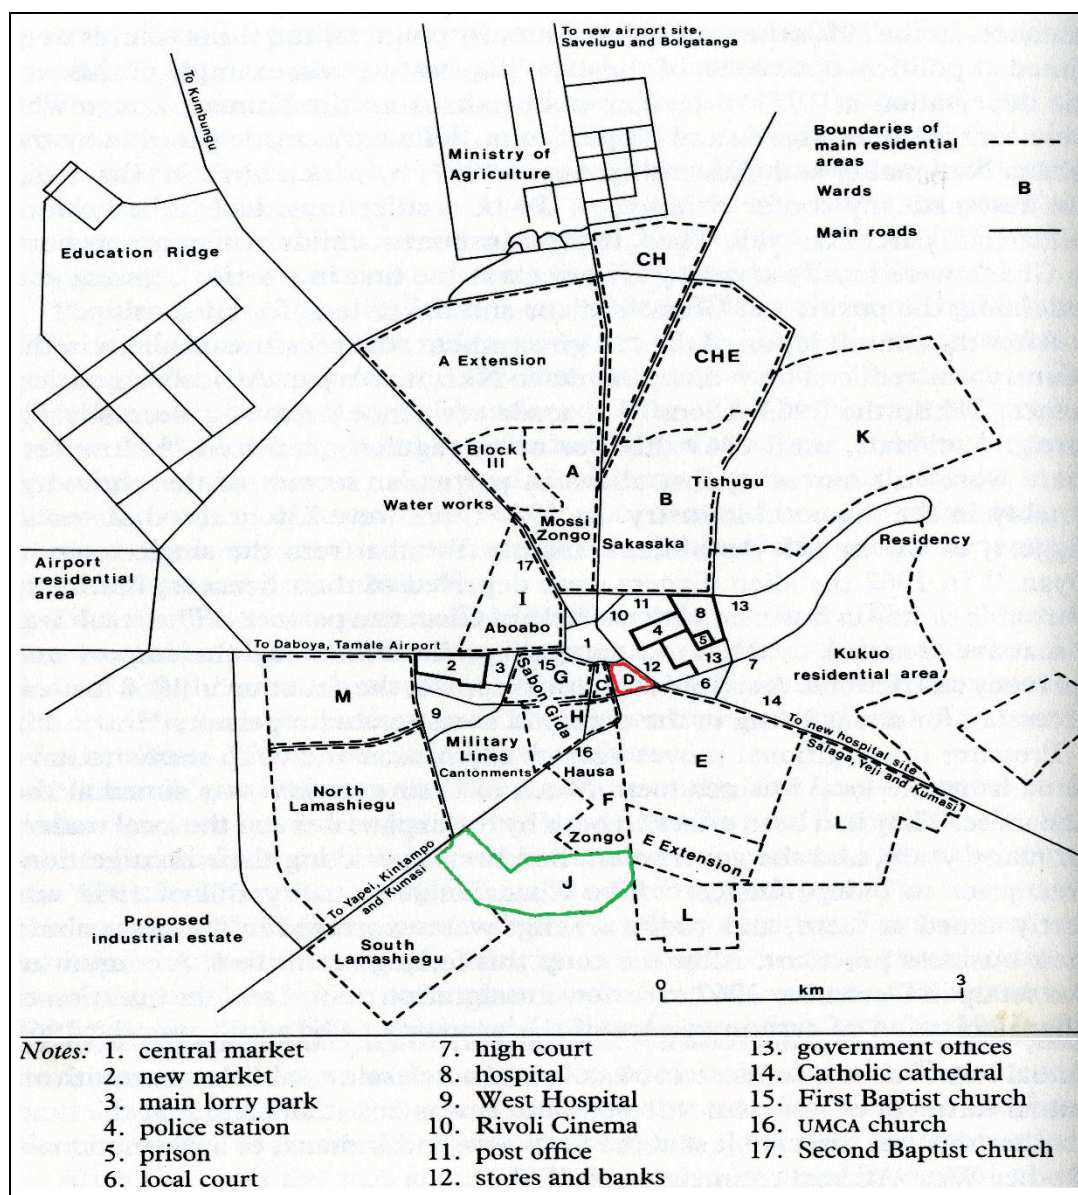 To new airport site,
Savelugu and Bolgatanga
To Kumbungu
Boundaries of
main residential
areas
Wards
B
Main roads
Ministry of
Agriculture
Education Ridge
CH
A Extension
CHE
K
Block
III
A
B
Tishugu
Water works
Mossi
Zongo
Sakasaka
Residency
17
Airport
residential
area
I
10
11
8
13
4
5
Aboabo
1
To Daboya, Tamale Airport
2
3
15
12
13
7
M
Sabon Gida
G
C
D
6
Kukuo
residential
9
H
14
Military
lines
Cantonments
16
E
To new hospital site
Salaga, Yeji and
Kumasi
Hausa
North
Lamashiegu
F
Zongo
E Extension
J
To Tapei, Kintampo
and Kumasi
L
Proposed
industrial estate
South
Lamashiegu
0 km 3
Notes: 1. central market
2. new market
3. main lorry park
4. police station
5. prison
6. local court
7. high court
8. hospital
9. West Hospital
10. Rivoli Cinema
11. post office
12. stores and banks
13. government offices
14. Catholic cathedral
15. First Baptist church
16. UMCA church
17. Second Baptist church